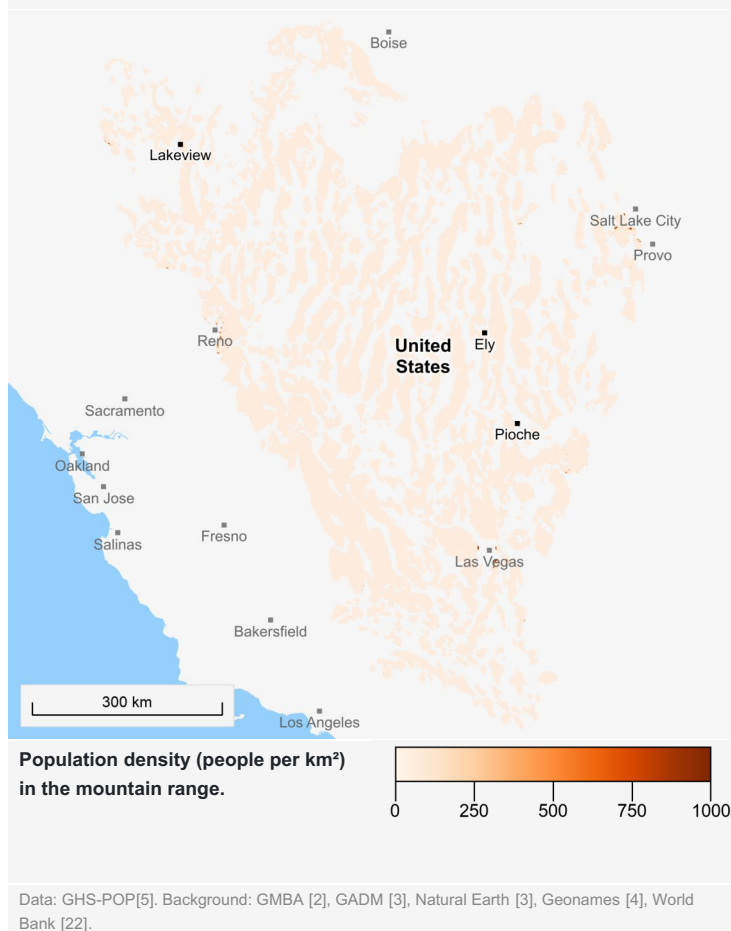 Boise
Lakeview
Salt Lake City
Provo
Reno
United
States
Ely
Sacramento
Pioche
Oakland
San Jose
Salinas
Fresno
Las Vegas
Bakersfield
300 km
Los Angeles
Population density (people per km²)
in the mountain range.
0 250 500 750 1000
Data: GHS-POP[5]. Background: GMBA [2], GADM [3], Natural Earth [3], Geonames [4], World
Bank [22].